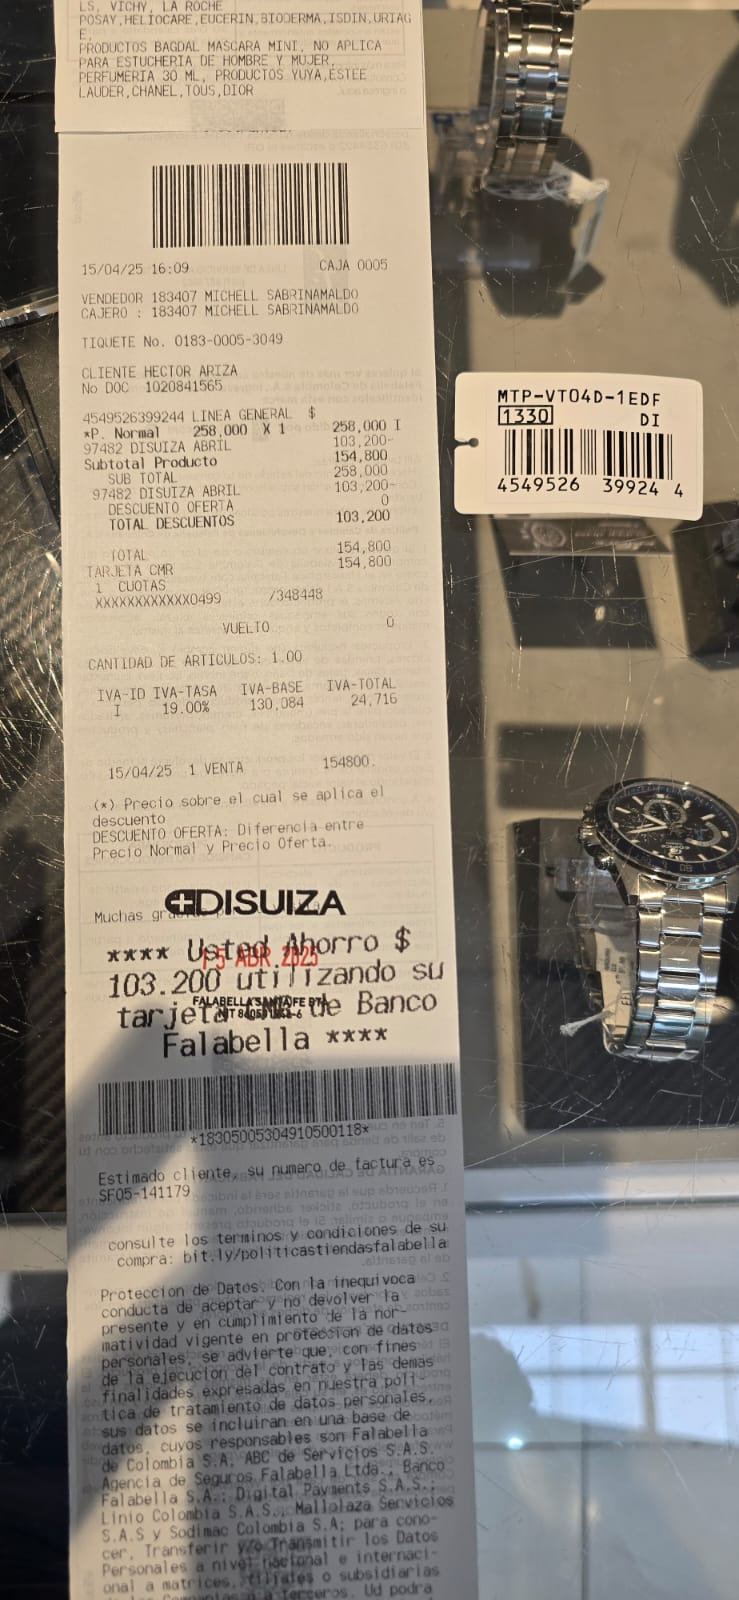 LS, VICHY, LA ROCHE
POSAY,HELIOCARE,EUCERIN,BIODERMA,ISDIN,URIAG
E,
PRODUCTOS BAGDAL MASCARA MINI, NO APLICA
PARA ESTUCHERIA DE HOMBRE Y MUJER,
PERFUMERIA 30 ML, PRODUCTOS YUYA,ESTEE
LAUDER,CHANEL,TOUS,DIOR
15/04/25 16:09 CAJA 0005
VENDEDOR 183407 MICHELL SABRINAMALDO
CAJERO : 183407 MICHELL SABRINAMALDO
TIQUETE No. 0183-0005-3049
CLIENTE HECTOR ARIZA
No DOC 1020841565
4549526399244 LINEA GENERAL $
*P. Normal 258,000 X 1 258,000 I
97482 DISUIZA ABRIL 103,200-
Subtotal Producto 154,800
SUB TOTAL 258,000
97482 DISUIZA ABRIL 103,200-
DESCUENTO OFERTA 0
TOTAL DESCUENTOS 103,200
TOTAL 154,800
TARJETA CMR 154,800
1 CUOTAS
XXXXXXXXXXXX0499 /348448
VUELTO 0
CANTIDAD DE ARTICULOS: 1.00
IVA-ID IVA-TASA IVA-BASE IVA-TOTAL
I 19.00% 130,084 24,716
15/04/25 1 VENTA 154800.
(*) Precio sobre el cual se aplica el
descuento
DESCUENTO OFERTA: Diferencia entre
Precio Normal y Precio Oferta.
DISUIZA
Muchas
**** Usted Ahorro $
15 ABR. 2025
103.200 utilizando su
FALABELLA SANTAFE BTA
NIT
tarjeta de Banco
Falabella ****
*18305005304910500118*
Estimado cliente, su numero de factura es
SF05-141179
consulte los terminos y condiciones de su
compra: bit.ly/politicastiendasfalabella
Proteccion de Datos. Con la inequivoca
conducta de aceptar y no devolver la
presente y en cumplimiento de la nor-
matividad vigente en proteccion de datos
personales, se advierte que, con fines
de la ejecucion del contrato y las demas
finalidades expresadas en nuestra poli-
tica de tratamiento de datos personales,
sus datos se incluiran en una base de
datos, cuyos responsables son Falabella
de Colombia S.A. ABC de Servicios S.A.S.
Agencia de Seguros Falabella Ltda., Banco
Falabella S.A.; Digital Payments S.A.S.;
Linio Colombia S.A.S., Mallplaza Servicios
S.A.S y Sodimac Colombia S.A; para cono-
cer, Transferir y/o Transmitir los Datos
Personales a nivel nacional e internaci-
onal a matrices, filiales o subsidiarias
terceros. Ud podra
MTP-VT04D-1EDF
1330 DI
4549526 39924 4